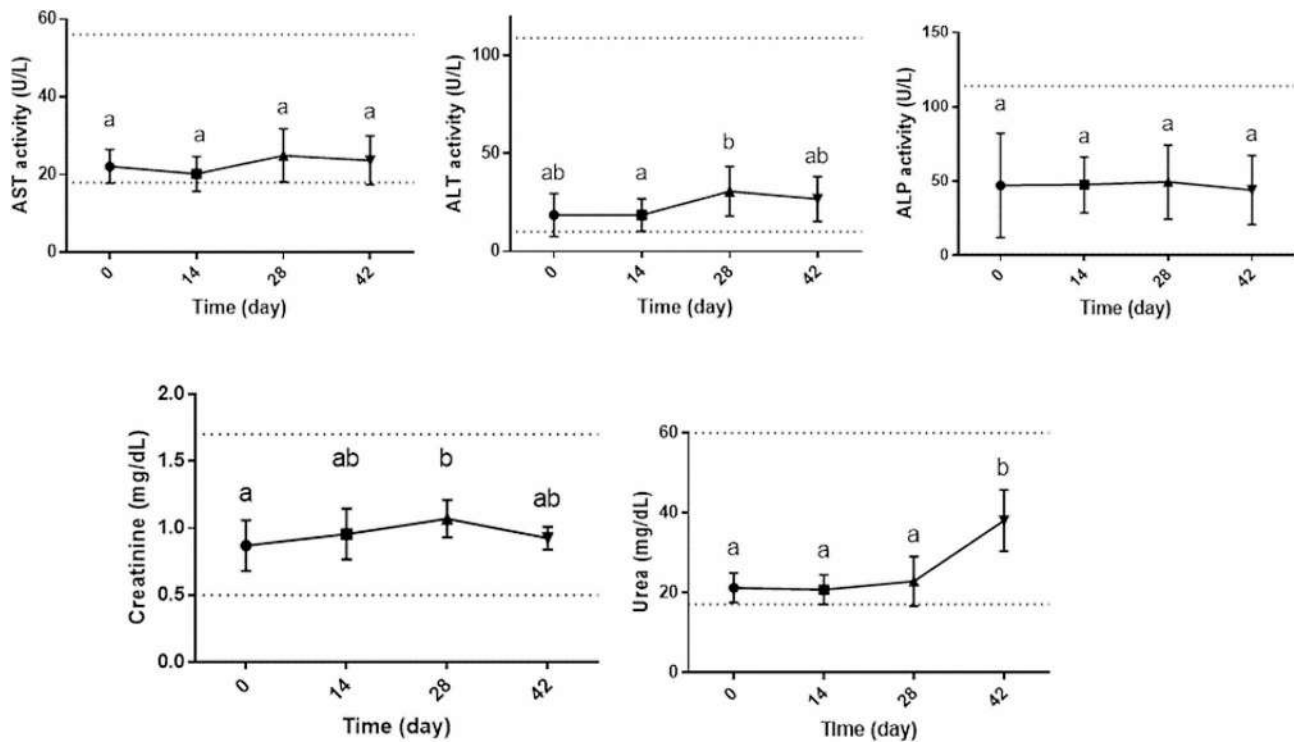 AST activity (U/L)
60
40
20
0
a
a
a
a
0
14
28
42
Time (day)
ALT activity (U/L)
100
50
0
ab
a
b
ab
0
14
28
42
Time (day)
ALP activity (U/L)
150
100
50
0
a
a
a
a
0
14
28
42
Time (day)
Creatinine (mg/dL)
2.0
1.5
1.0
0.5
0.0
a
ab
b
ab
0
14
28
42
Time (day)
Urea (mg/dL)
60
40
20
0
a
a
a
b
0
14
28
42
Time (day)